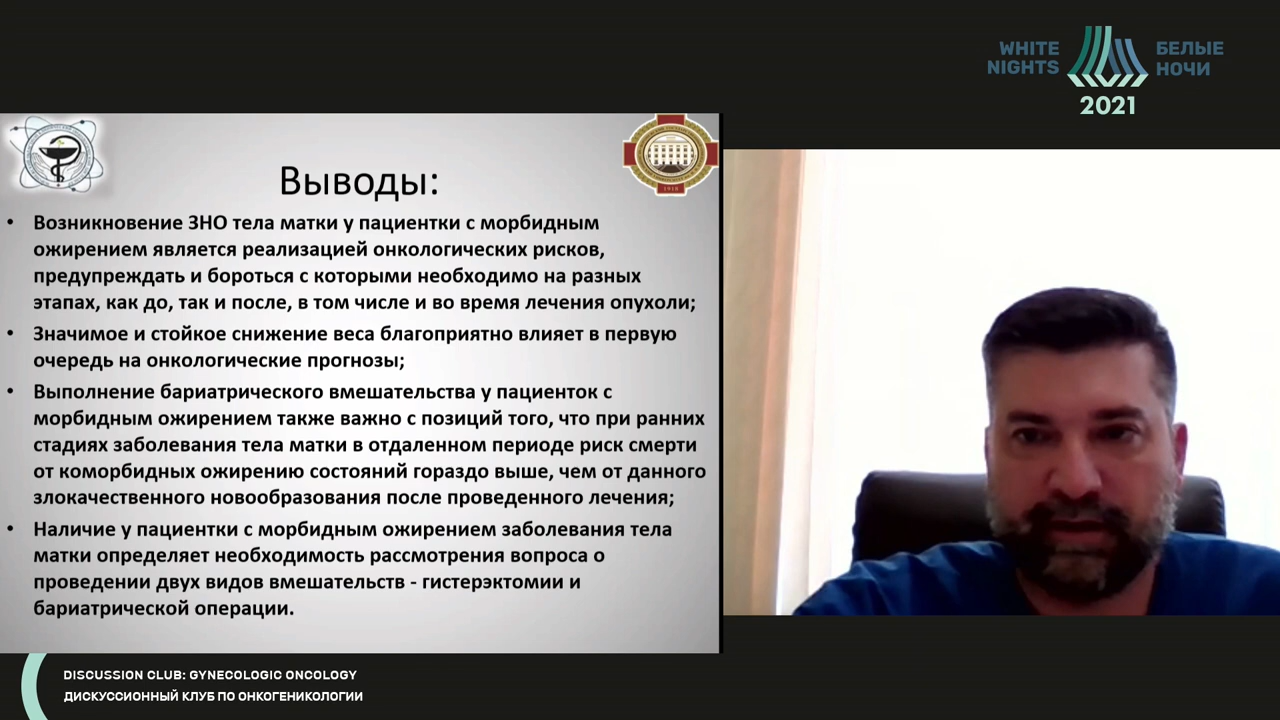 WHITE
NIGHTS
БЕЛЫЕ
НОЧИ
2021
Выводы:
• Возникновение ЗНО тела матки у пациентки с морбидным
ожирением является реализацией онкологических рисков,
предупреждать и бороться с которыми необходимо на разных
этапах, как до, так и после, в том числе и во время лечения опухоли;
• Значимое и стойкое снижение веса благоприятно влияет в первую
очередь на онкологические прогнозы;
• Выполнение бариатрического вмешательства у пациенток с
морбидным ожирением также важно с позиций того, что при ранних
стадиях заболевания тела матки в отдаленном периоде риск смерти
от коморбидных ожирению состояний гораздо выше, чем от данного
злокачественного новообразования после проведенного лечения;
• Наличие у пациентки с морбидным ожирением заболевания тела
матки определяет необходимость рассмотрения вопроса о
проведении двух видов вмешательств - гистерэктомии и
бариатрической операции.
DISCUSSION CLUB: GYNECOLOGIC ONCOLOGY
ДИСКУССИОННЫЙ КЛУБ ПО ОНКОГЕНИКОЛОГИИ